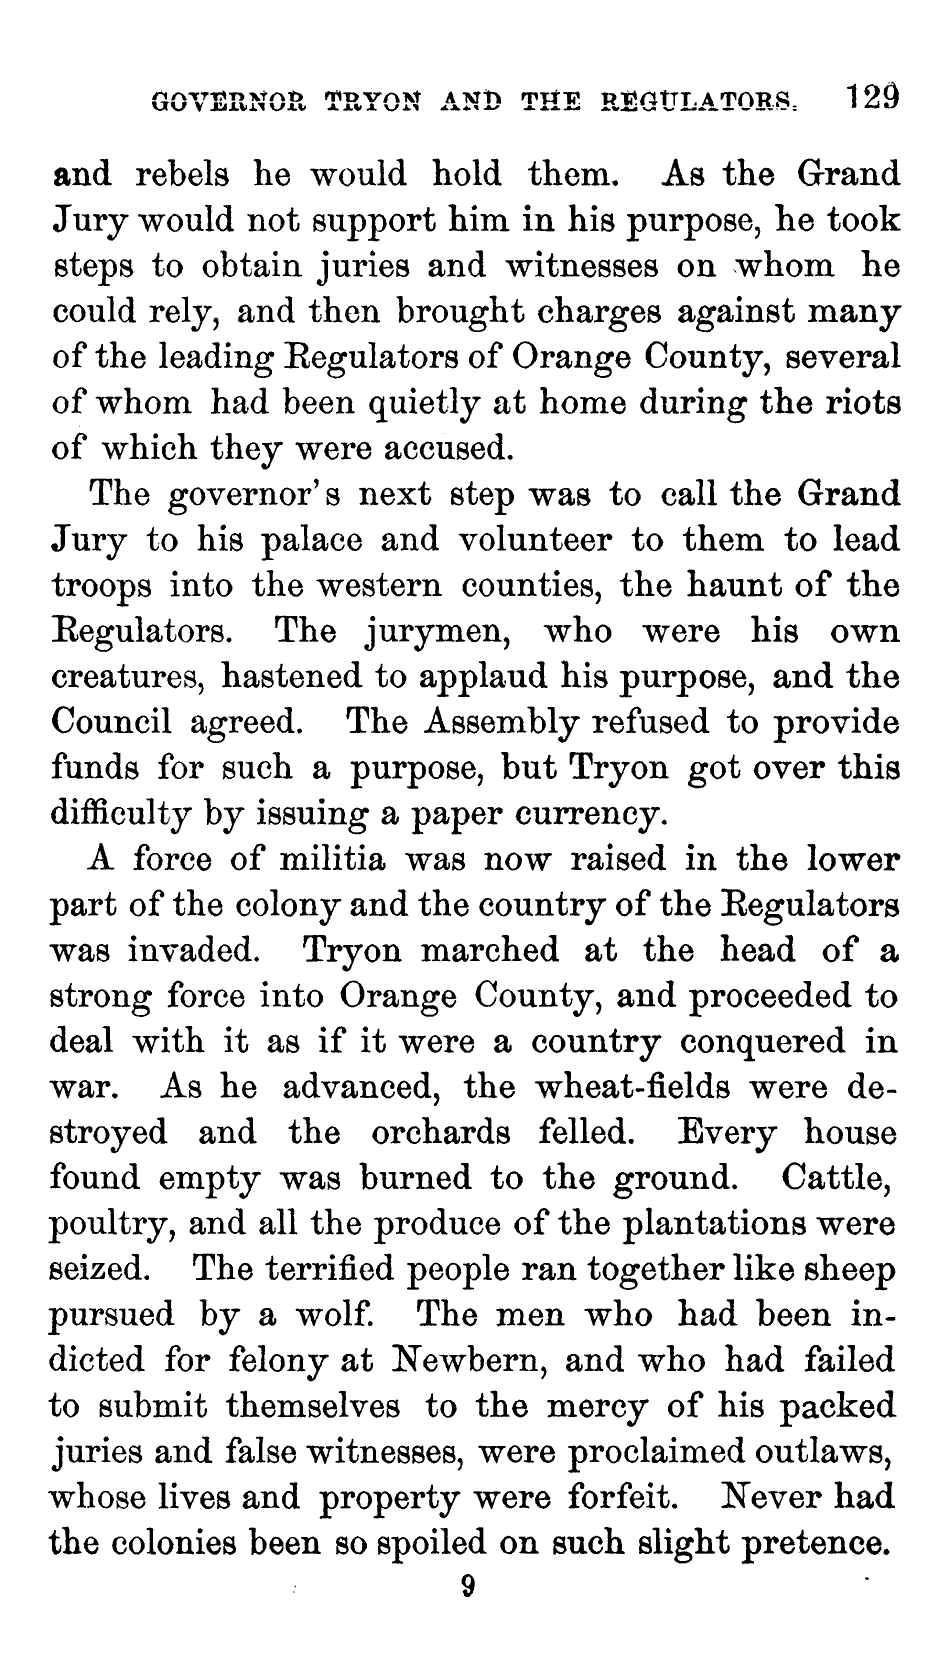 GOVERNOR TRYON AND THE REGULATORS. 129
and rebels he would hold them. As the Grand
Jury would not support him in his purpose, he took
steps to obtain juries and witnesses on whom he
could rely, and then brought charges against many
of the leading Regulators of Orange County, several
of whom had been quietly at home during the riots
of which they were accused.
The governor's next step was to call the Grand
Jury to his palace and volunteer to them to lead
troops into the western counties, the haunt of the
Regulators. The jurymen, who were his own
creatures, hastened to applaud his purpose, and the
Council agreed. The Assembly refused to provide
funds for such a purpose, but Tryon got over this
difficulty by issuing a paper currency.
A force of militia was now raised in the lower
part of the colony and the country of the Regulators
was invaded. Tryon marched at the head of a
strong force into Orange County, and proceeded to
deal with it as if it were a country conquered in
war. As he advanced, the wheat-fields were de-
stroyed and the orchards felled. Every house
found empty was burned to the ground. Cattle,
poultry, and all the produce of the plantations were
seized. The terrified people ran together like sheep
pursued by a wolf. The men who had been in-
dicted for felony at Newbern, and who had failed
to submit themselves to the mercy of his packed
juries and false witnesses, were proclaimed outlaws,
whose lives and property were forfeit. Never had
the colonies been so spoiled on such slight pretence.
9